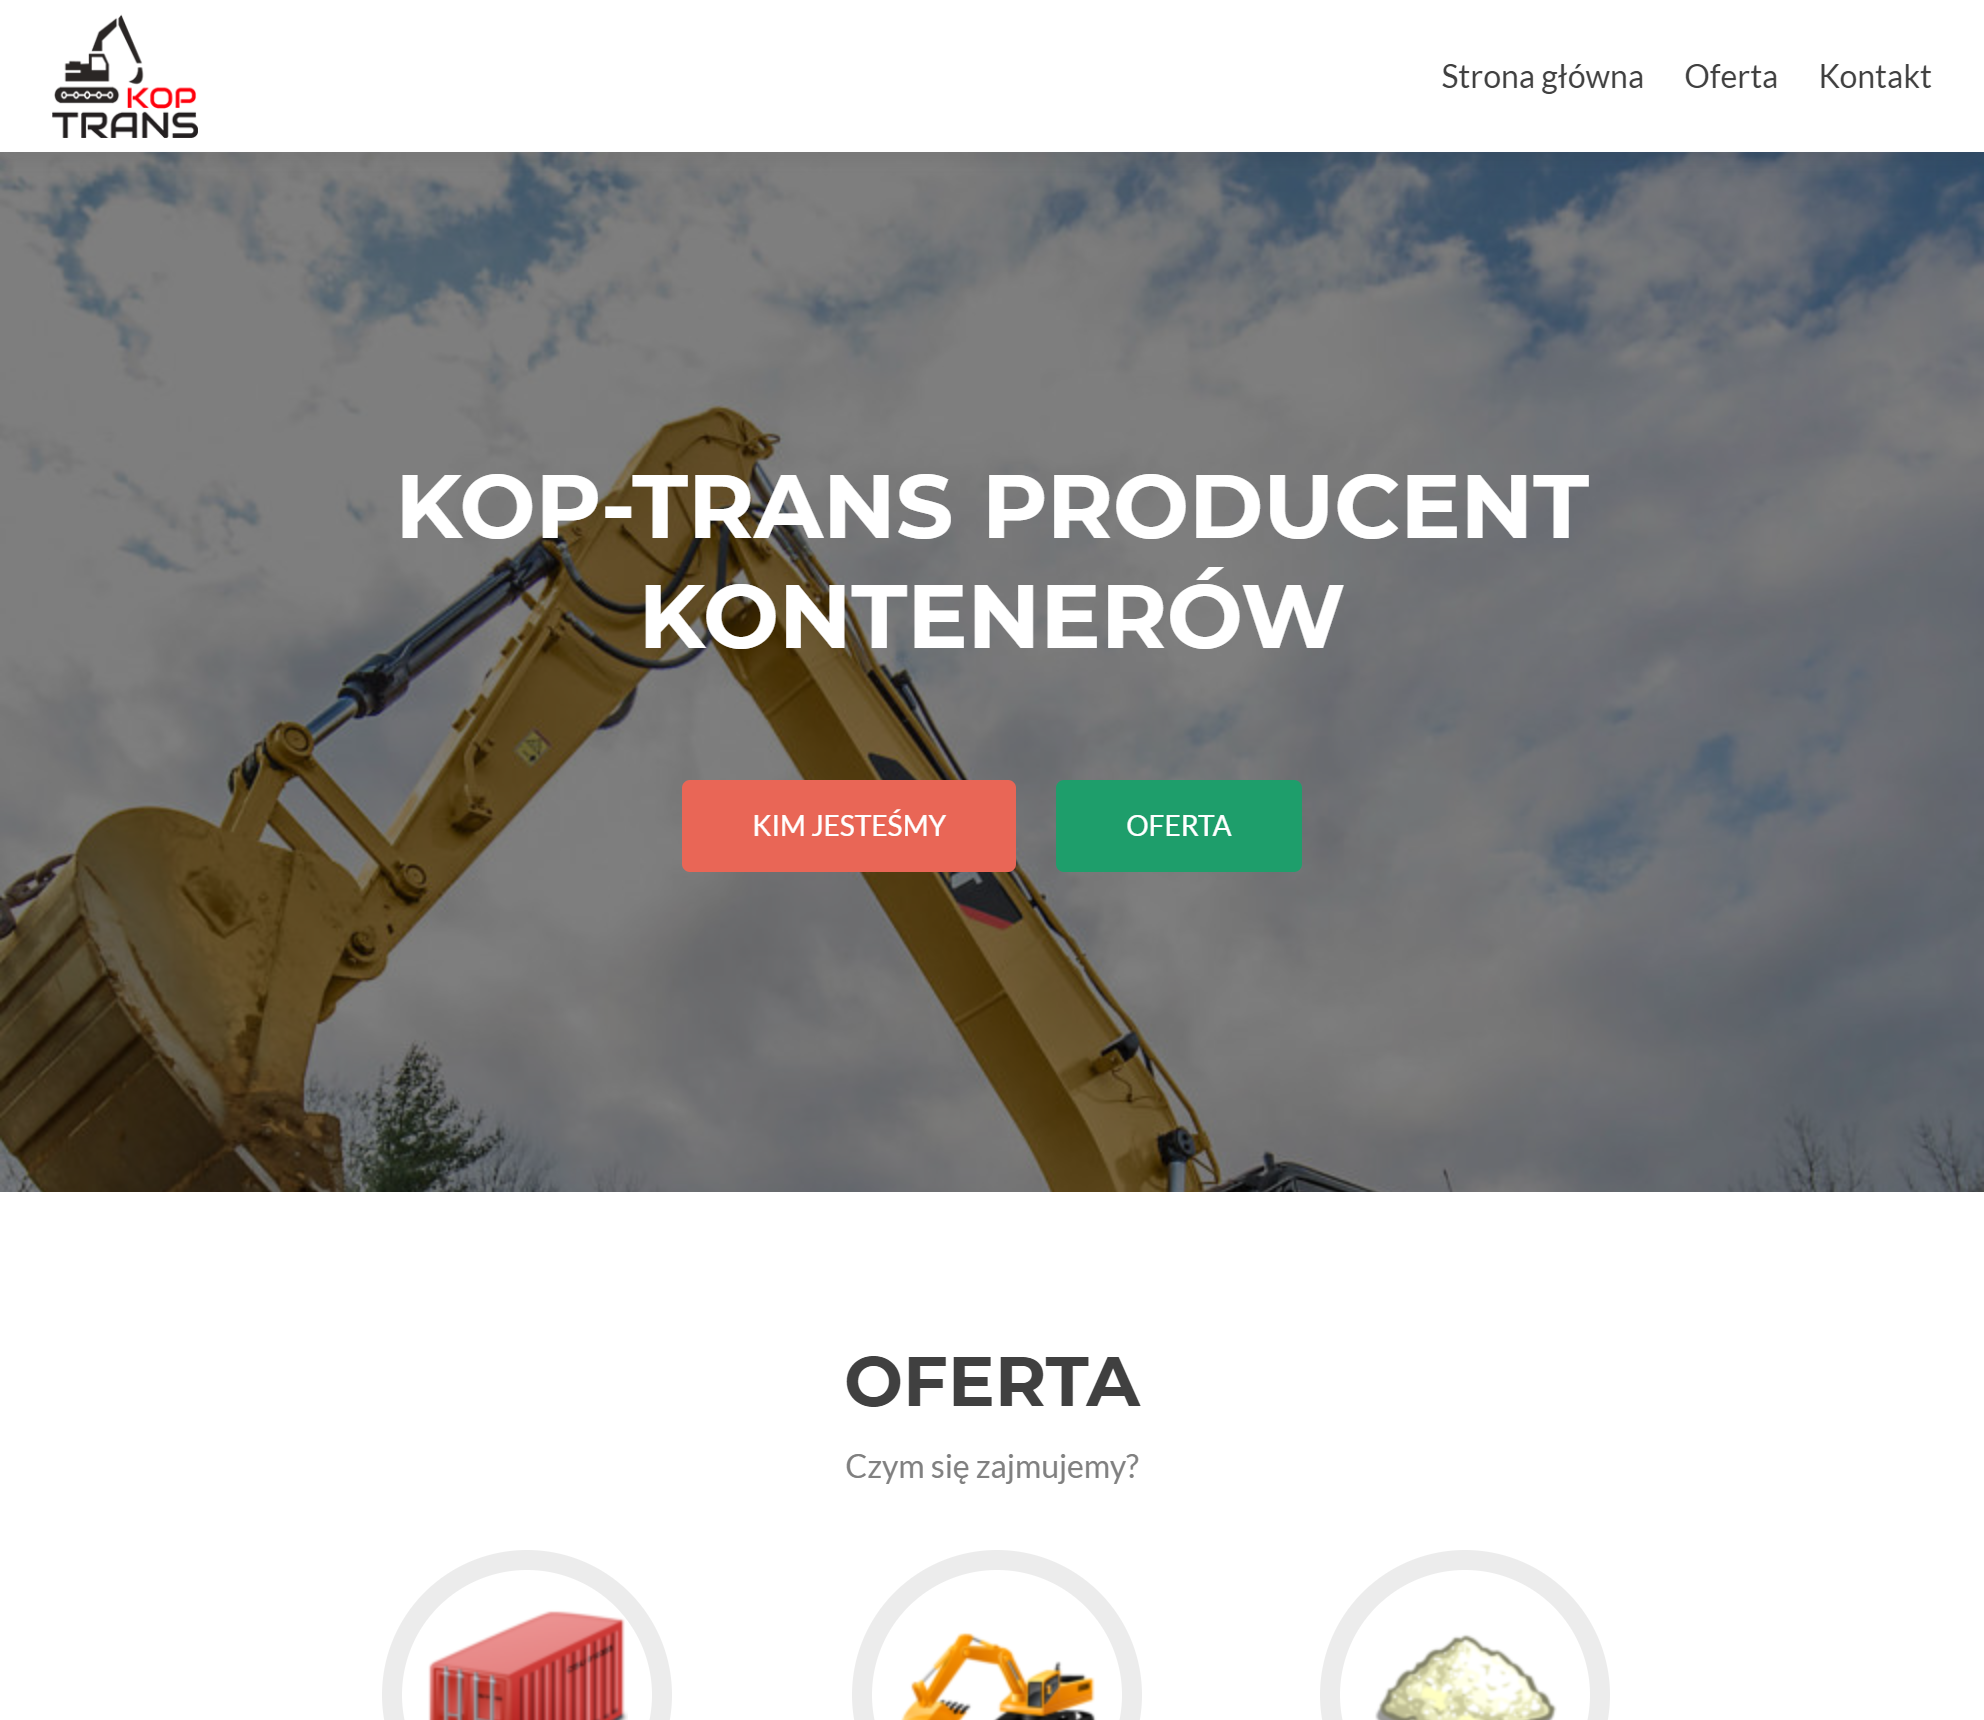 KOP
TRANS
Strona główna Oferta Kontakt
KOP-TRANS PRODUCENT
KONTENERÓW
KIM JESTEŚMY OFERTA
OFERTA
Czym się zajmujemy?